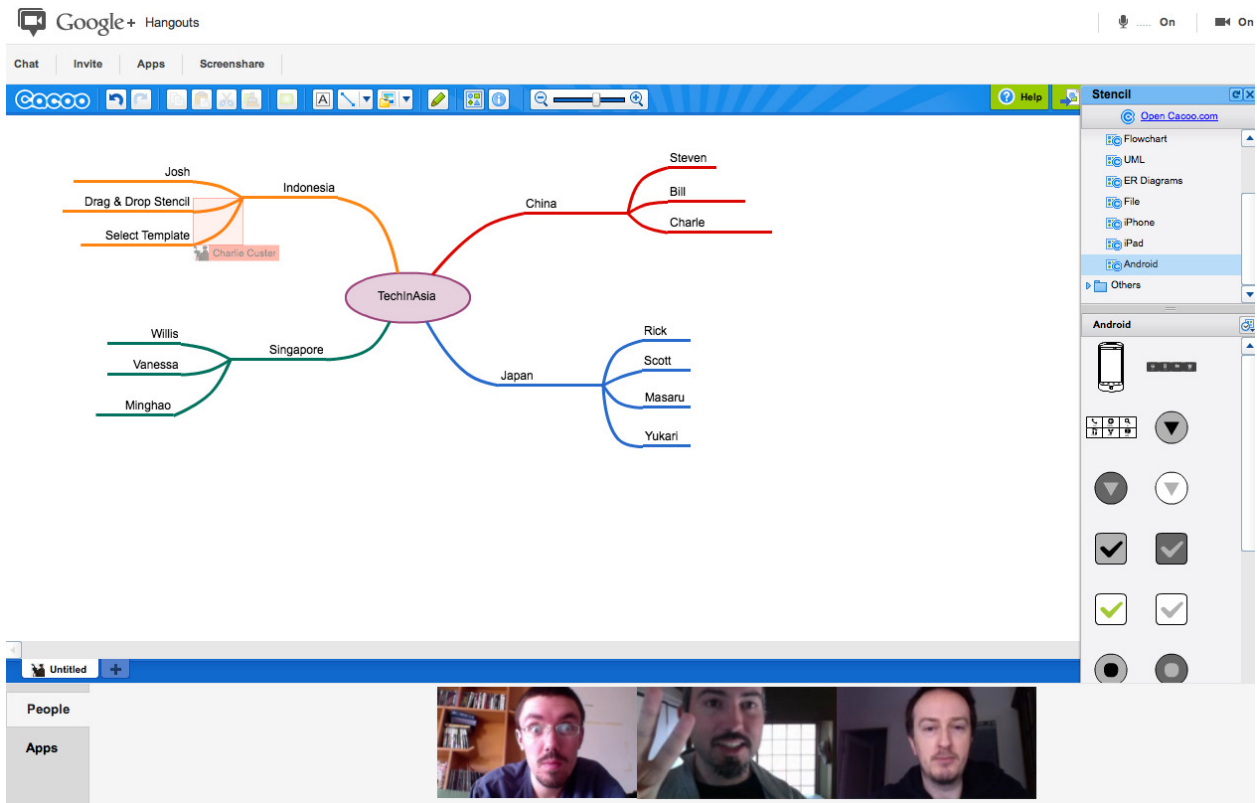 Google+ Hangouts
..... On
On
Chat Invite Apps Screenshare
Cacoo
A
Help
Stencil
Open Cacoo.com
Flowchart
UML
ER Diagrams
File
iPhone
iPad
Android
Others
Android
Josh
Drag & Drop Stencil
Select Template
Charlie Custer
Indonesia
China
Steven
Bill
Charle
TechInAsia
Willis
Vanessa
Minghao
Singapore
Japan
Rick
Scott
Masaru
Yukari
Untitled
People
Apps